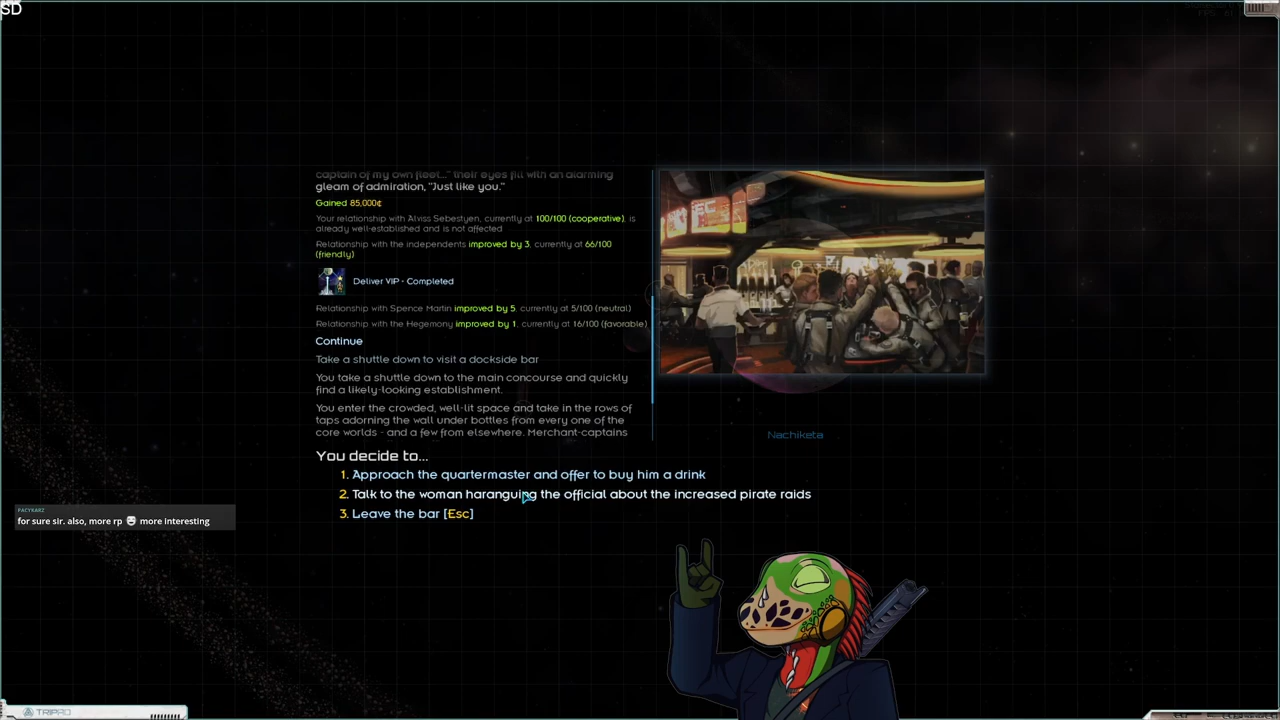 SD
captain of my own fleet..." their eyes fill with an alarming
gleam of admiration, "Just like you."
Gained 85,000¢
Your relationship with Alviss Sebestyen, currently at 100/100 (cooperative), is
already well-established and is not affected
Relationship with the independents improved by 3, currently at 66/100
(friendly)
Deliver VIP - Completed
Relationship with Spence Martin improved by 5, currently at 5/100 (neutral)
Relationship with the Hegemony improved by 1, currently at 16/100 (favorable)
Continue
Take a shuttle down to visit a dockside bar
You take a shuttle down to the main concourse and quickly
find a likely-looking establishment.
You enter the crowded, well-lit space and take in the rows of
taps adorning the wall under bottles from every one of the
core worlds - and a few from elsewhere. Merchant-captains
Nachiketa
You decide to...
1. Approach the quartermaster and offer to buy him a drink
2. Talk to the woman haranguing the official about the increased pirate raids
3. Leave the bar [Esc]
PACYKARZ
for sure sir. also, more rp more interesting
TRIPAD